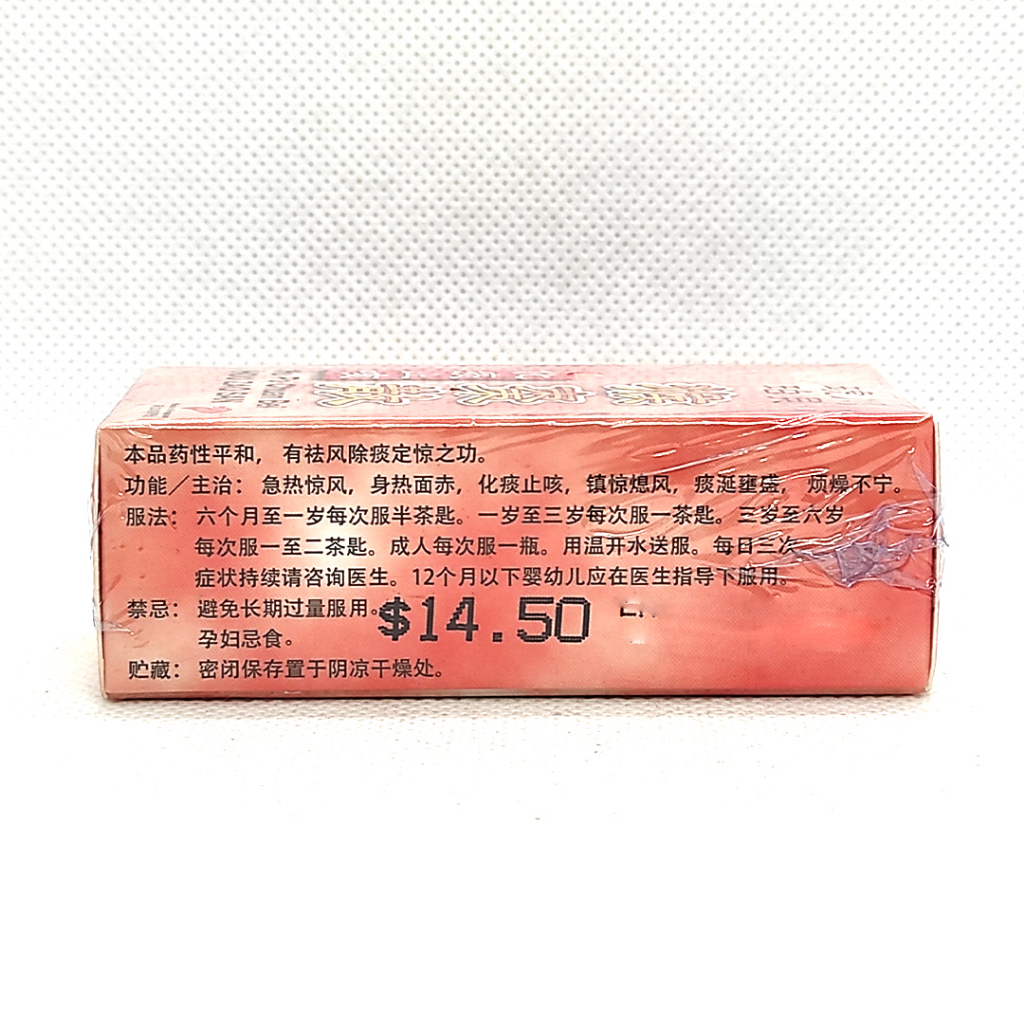 本品药性平和， 有祛风除痰定惊之功。
功能／主治： 急热惊风，身热面赤，化痰止咳，镇惊熄风，痰涎壅盛， 烦燥不宁。
服法： 六个月至一岁每次服半茶匙。一岁至三岁每次服一茶匙。三岁至六岁
每次服一至二茶匙。成人每次服一瓶。用温开水送服。每日三次
症状持续请咨询医生。12个月以下婴幼儿应在医生指导下服用。
禁忌： 避免长期过量服用。
$14.50
孕妇忌食。
贮藏： 密闭保存置于阴凉干燥处。